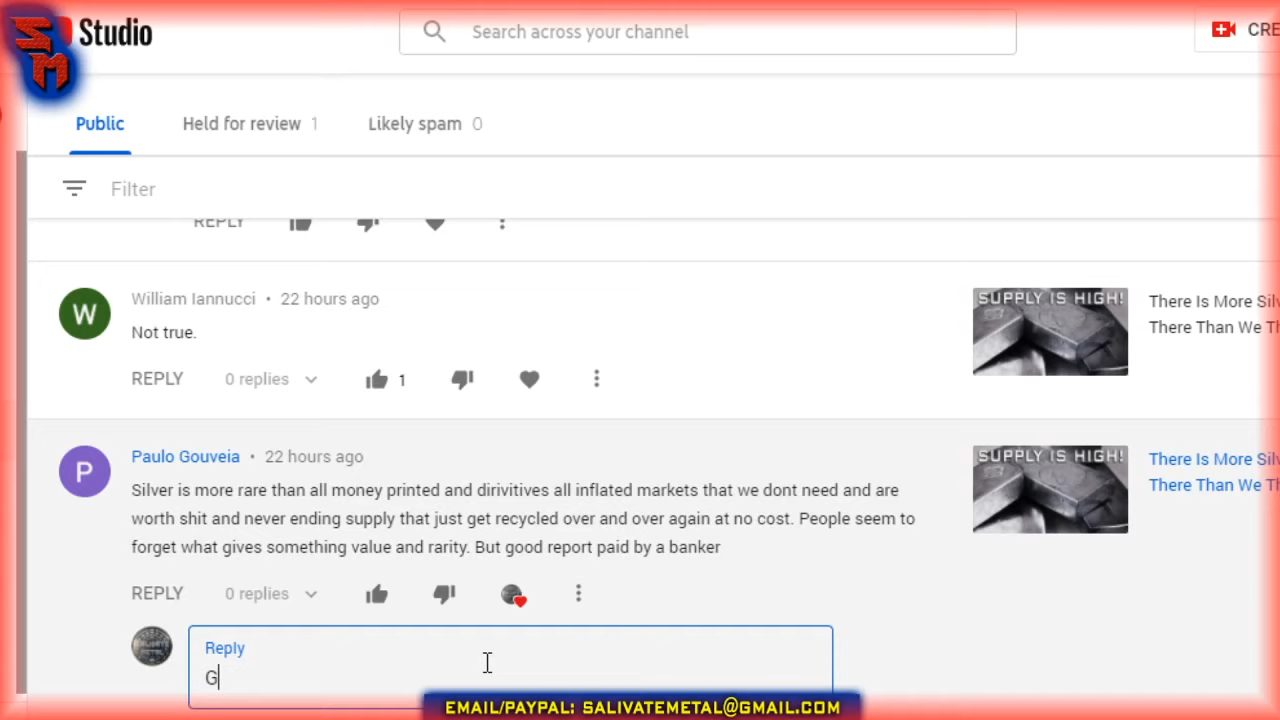 SM
Studio
Search across your channel
CRE
Public
Held for review 1
Likely spam 0
Filter
REPLY
William Iannucci • 22 hours ago
Not true.
REPLY
0 replies
1
SUPPLY IS HIGH!
There Is More Silv
There Than We Th
W
P
Paulo Gouveia • 22 hours ago
Silver is more rare than all money printed and dirivitives all inflated markets that we dont need and are
worth shit and never ending supply that just get recycled over and over again at no cost. People seem to
forget what gives something value and rarity. But good report paid by a banker
REPLY
0 replies
SUPPLY IS HIGH!
There Is More Silv
There Than We Th
Reply
G
EMAIL/PAYPAL: SALIVATEMETAL@GMAIL.COM